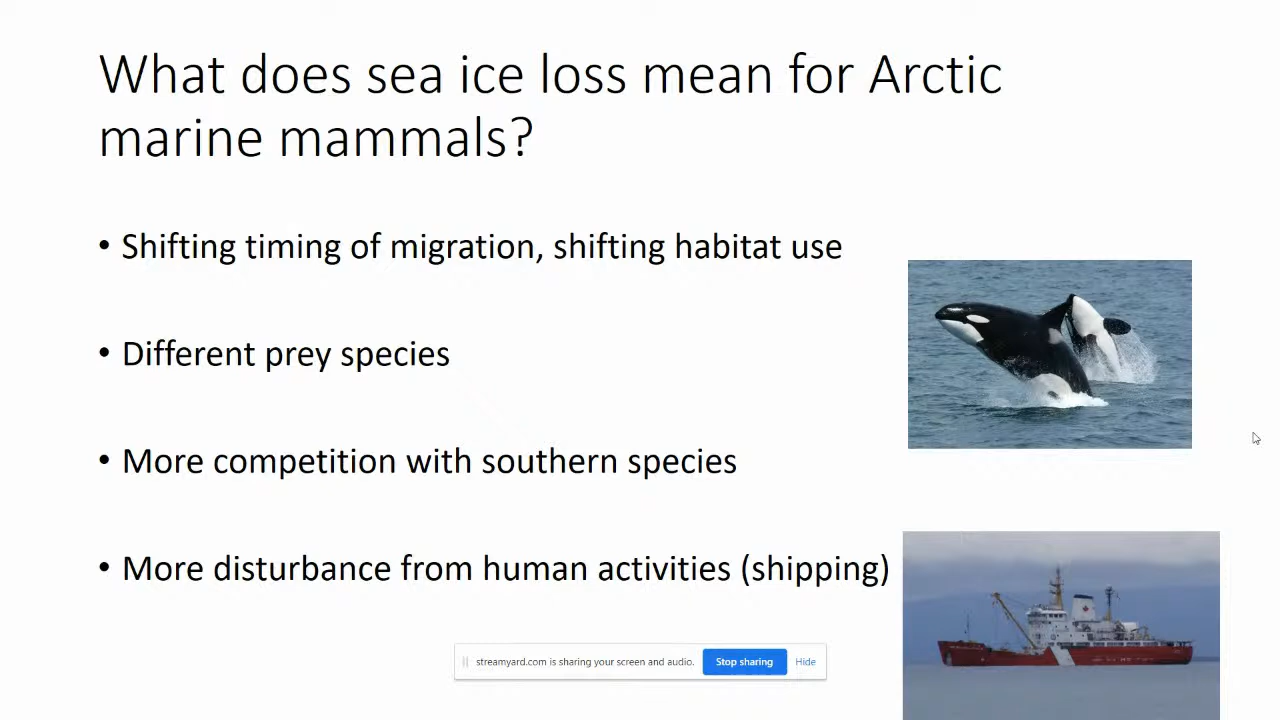 What does sea ice loss mean for Arctic
marine mammals?
• Shifting timing of migration, shifting habitat use
• Different prey species
• More competition with southern species
• More disturbance from human activities (shipping)
streamyard.com is sharing your screen and audio. Stop sharing Hide